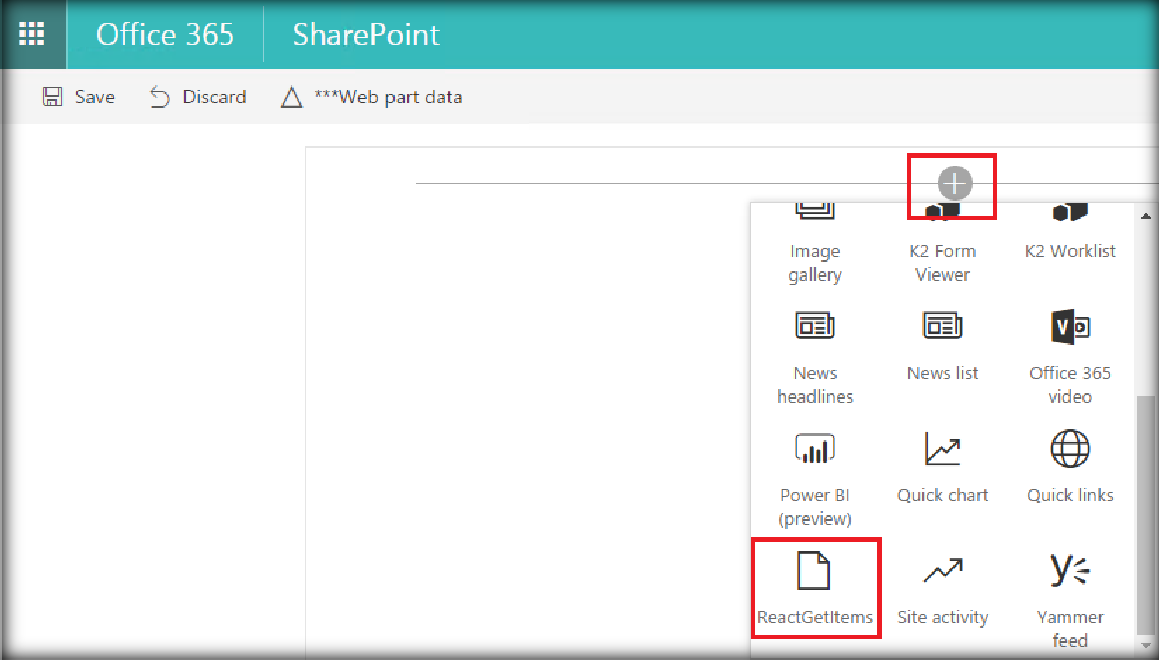 Office 365 SharePoint
Save Discard ***Web part data
Image gallery
K2 Form Viewer
K2 Worklist
News headlines
News list
Office 365 video
Power BI (preview)
Quick chart
Quick links
ReactGetItems
Site activity
Yammer feed